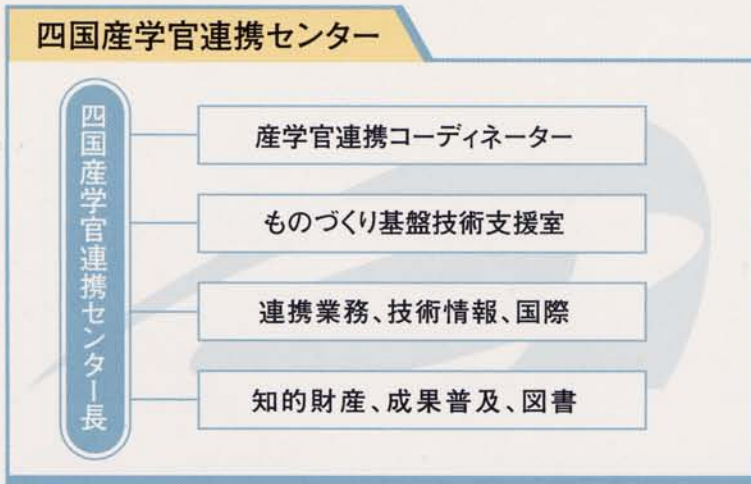 四国産学官連携センター
四国産学官連携センター長
産学官連携コーディネーター
ものづくり基盤技術支援室
連携業務、技術情報、国際
知的財産、成果普及、図書